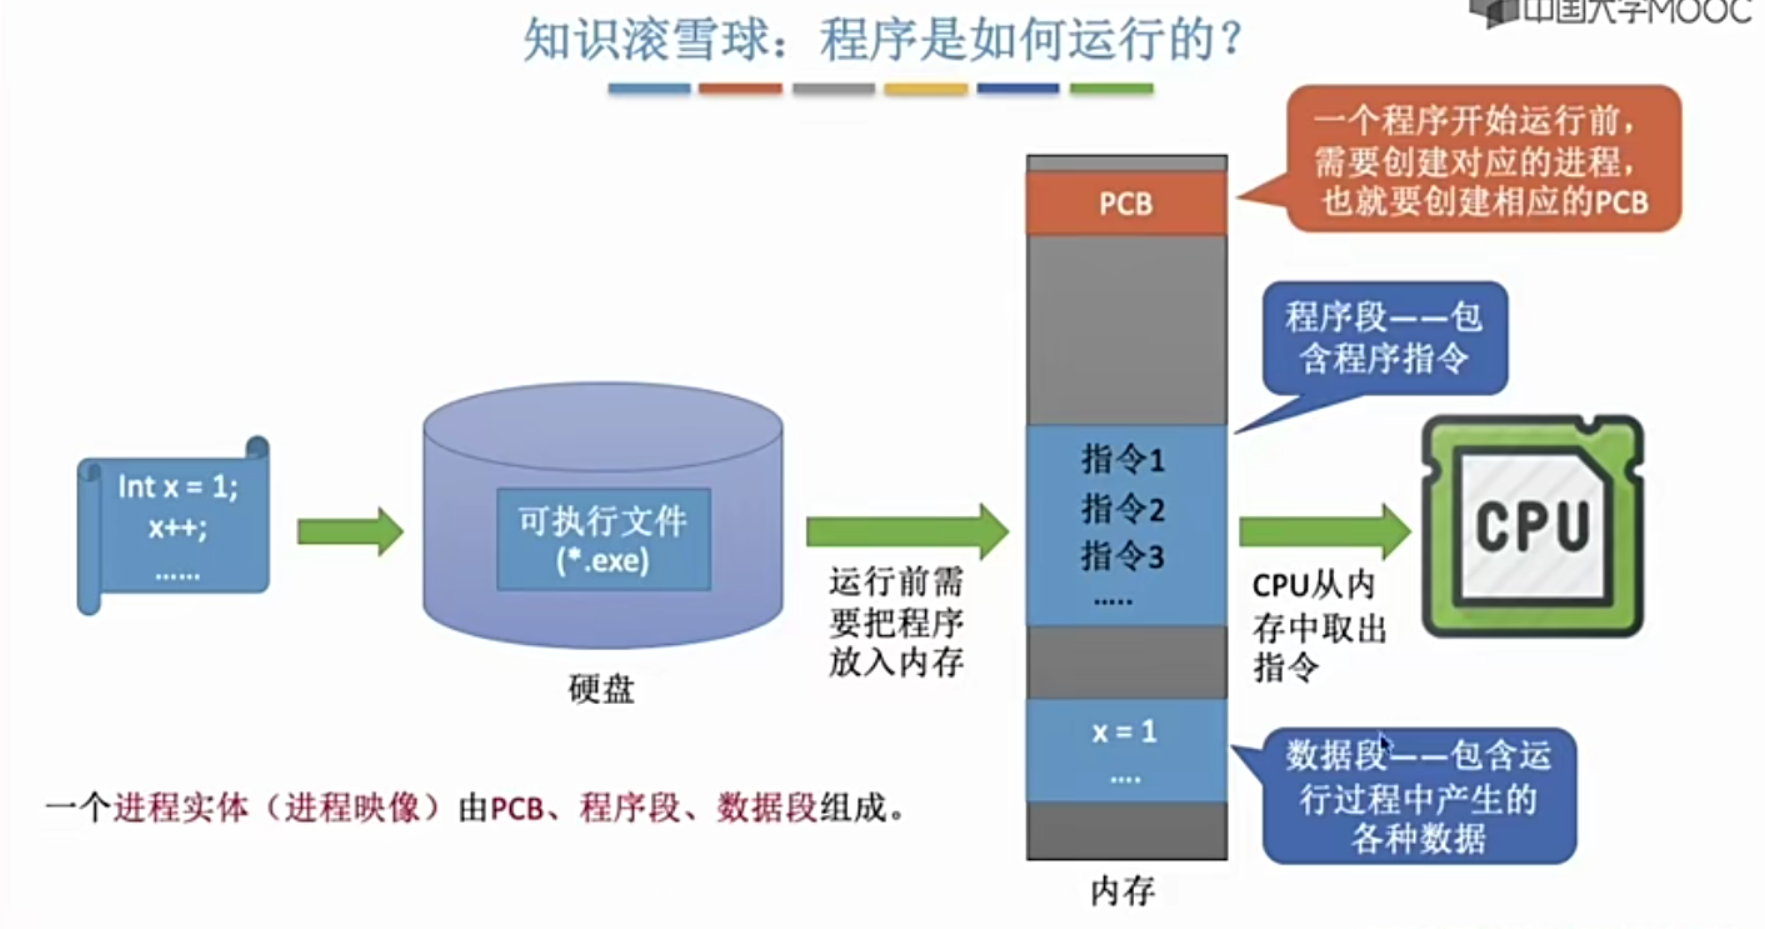 中国大学MOOC
知识滚雪球：程序是如何运行的？
一个程序开始运行前，
需要创建对应的进程，
也就要创建相应的PCB
PCB
程序段——包
含程序指令
Int x = 1;
x++;
......
可执行文件
(*.exe)
硬盘
运行前需
要把程序
放入内存
指令1
指令2
指令3
.....
CPU从内
存中取出
指令
CPU
x = 1
....
数据段——包含运
行过程中产生的
各种数据
一个进程实体（进程映像）由PCB、程序段、数据段组成。
内存